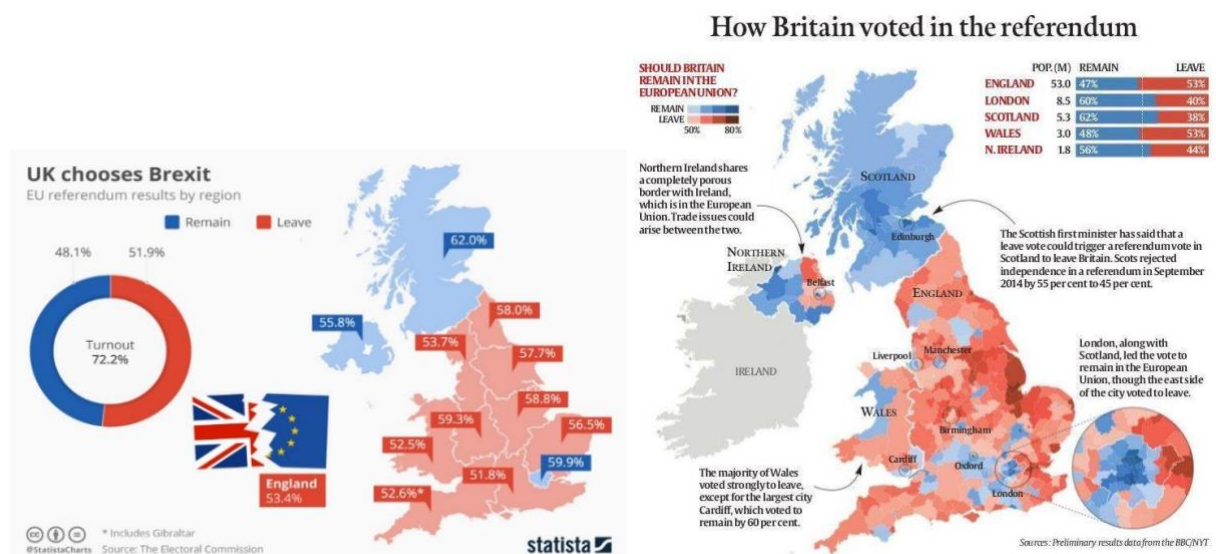 UK chooses Brexit
EU referendum results by region
Remain Leave
48.1% 51.9%
Turnout
72.2%
62.0%
55.8%
58.0%
53.7%
57.7%
58.8%
59.3%
56.5%
52.5%
59.9%
51.8%
52.6%*
England
53.4%
* Includes Gibraltar
@StatistaCharts Source: The Electoral Commission
statista
How Britain voted in the referendum
SHOULD BRITAIN
REMAIN IN THE
EUROPEAN UNION?
REMAIN
LEAVE
50% 80%
POP. (M) REMAIN LEAVE
ENGLAND 53.0 47% 53%
LONDON 8.5 60% 40%
SCOTLAND 5.3 62% 38%
WALES 3.0 48% 53%
N. IRELAND 1.8 56% 44%
Northern Ireland shares
a completely porous
border with Ireland,
which is in the European
Union. Trade issues could
arise between the two.
SCOTLAND
Edinburgh
The Scottish first minister has said that a
leave vote could trigger a referendum vote in
Scotland to leave Britain. Scots rejected
independence in a referendum in September
2014 by 55 per cent to 45 per cent.
NORTHERN
IRELAND
Belfast
ENGLAND
Liverpool
Manchester
IRELAND
London, along with
Scotland, led the vote to
remain in the European
Union, though the east side
of the city voted to leave.
WALES
Birmingham
Cardiff
Oxford
London
The majority of Wales
voted strongly to leave,
except for the largest city
Cardiff, which voted to
remain by 60 per cent.
Sources: Preliminary results data from the BBC/NYT